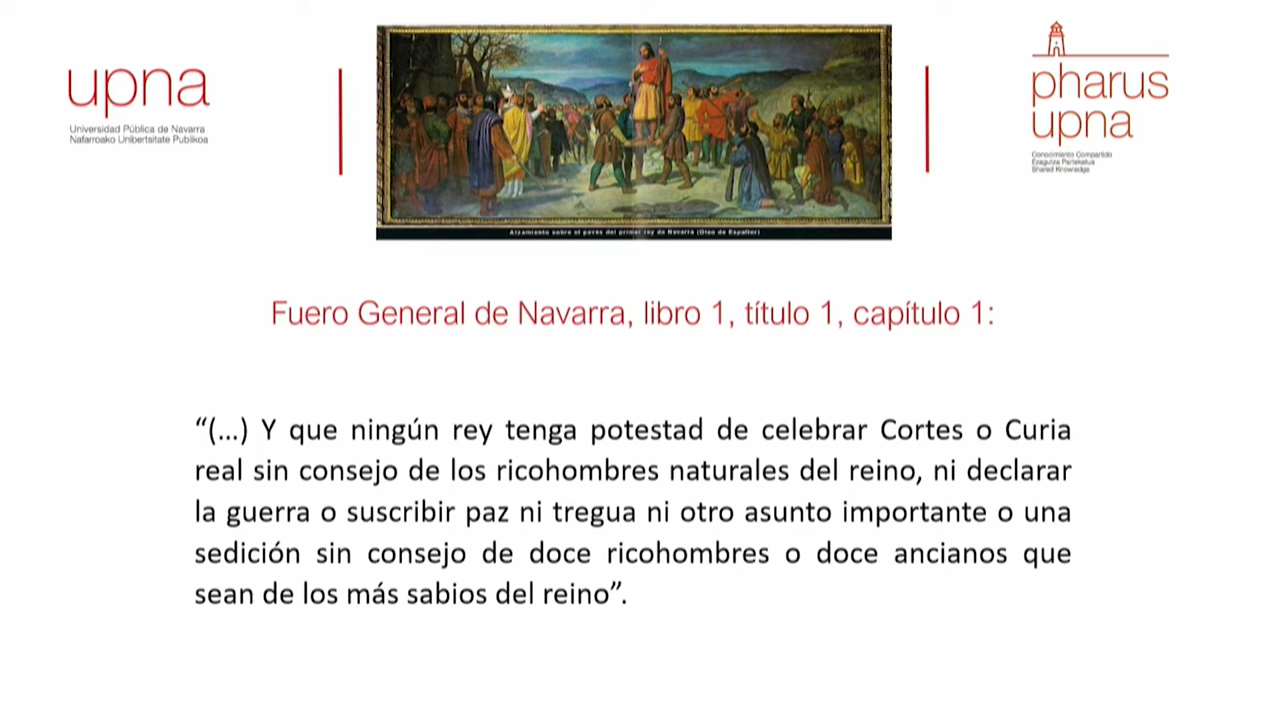 upna
Universidad Pública de Navarra
Nafarroako Unibertsitate Publikoa
Alzamiento sobre el pavés del primer rey de Navarra (Oleo de Espalter)
pharus
upna
Conocimiento Compartido
Ezagutza Partekatua
Shared Knowledge
Fuero General de Navarra, libro 1, título 1, capítulo 1:
“(...) Y que ningún rey tenga potestad de celebrar Cortes o Curia
real sin consejo de los ricohombres naturales del reino, ni declarar
la guerra o suscribir paz ni tregua ni otro asunto importante o una
sedición sin consejo de doce ricohombres o doce ancianos que
sean de los más sabios del reino”.